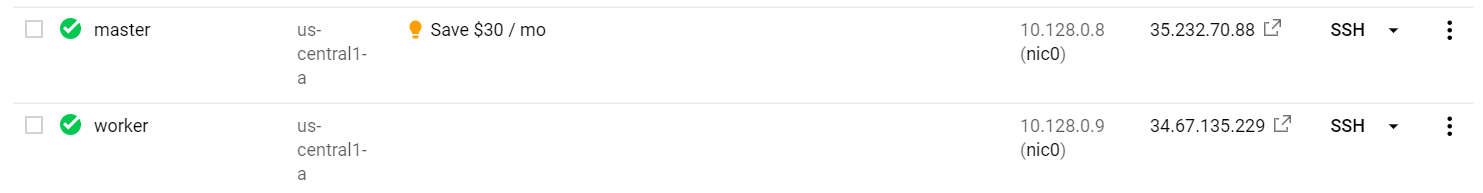 master us- Save $30 / mo 10.128.0.8 35.232.70.88 SSH
central1- (nic0)
a
worker us- 10.128.0.9 34.67.135.229 SSH
central1- (nic0)
a